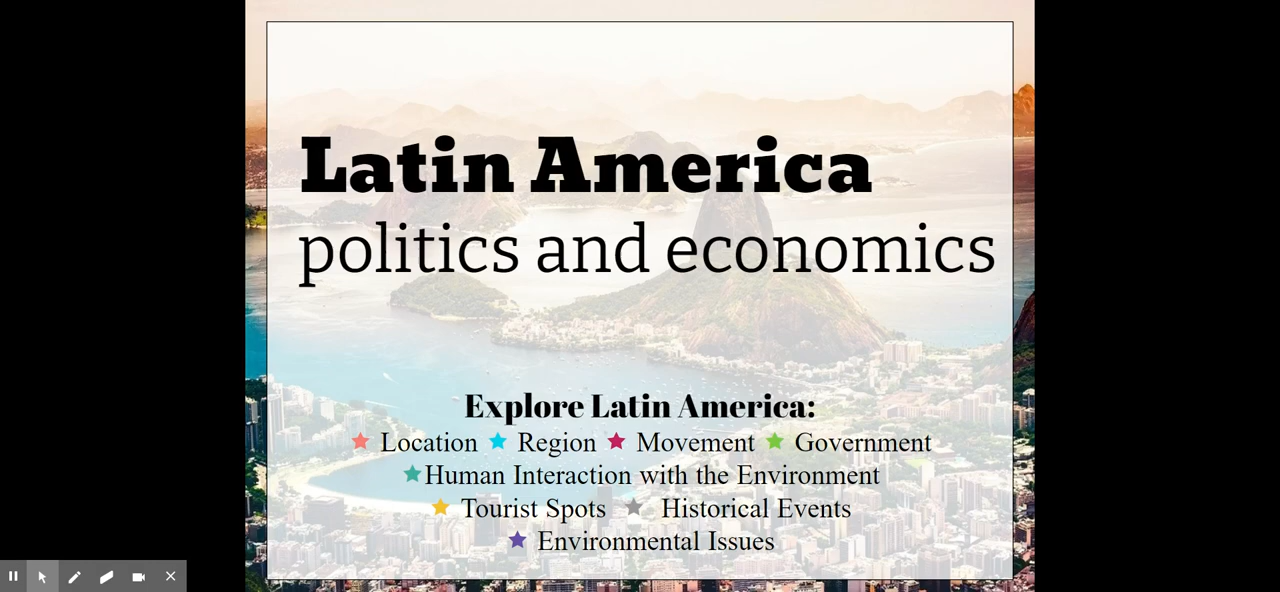 Latin America
politics and economics
Explore Latin America:
Location Region Movement Government
Human Interaction with the Environment
Tourist Spots Historical Events
Environmental Issues